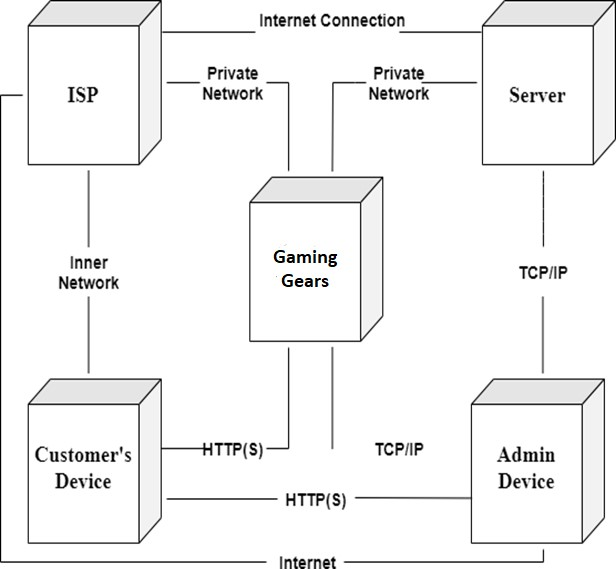 Internet Connection
ISP
Private
Network
Private
Network
Server
Gaming
Gears
Inner
Network
TCP/IP
Customer's
Device
HTTP(S)
TCP/IP
Admin
Device
HTTP(S)
Internet